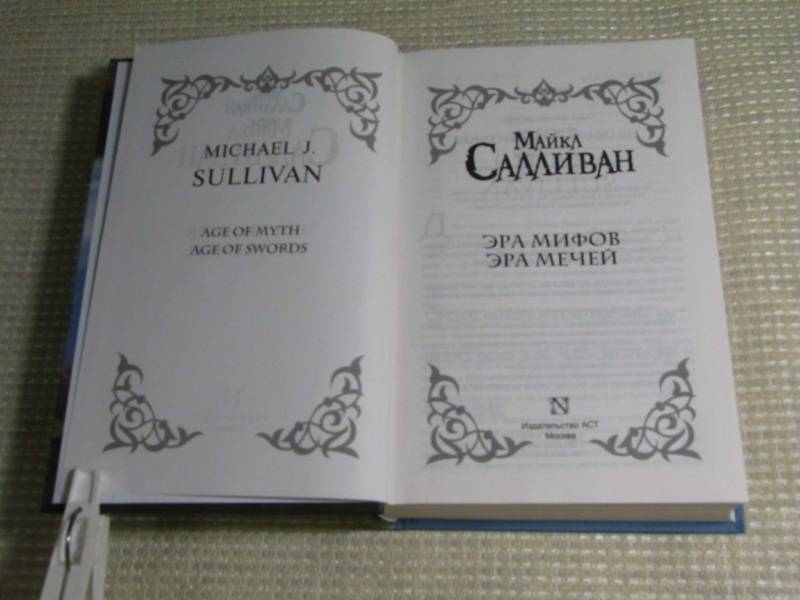 MICHAEL J.
SULLIVAN
AGE OF MYTH
AGE OF SWORDS
МАЙКЛ
САЛЛИВАН
ЭРА МИФОВ
ЭРА МЕЧЕЙ
N
Издательство АСТ
Москва